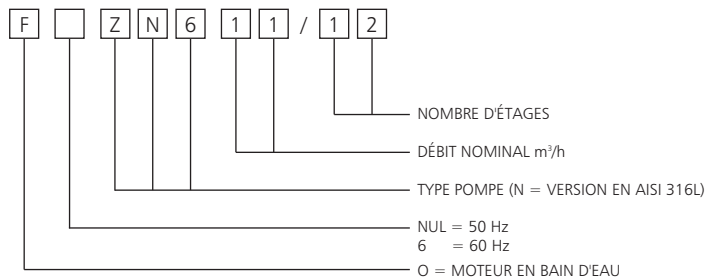 F Z N 6 1 1 / 1 2
NOMBRE D'ÉTAGES
DÉBIT NOMINAL m³/h
TYPE POMPE (N = VERSION EN AISI 316L)
NUL = 50 Hz
6 = 60 Hz
O = MOTEUR EN BAIN D'EAU